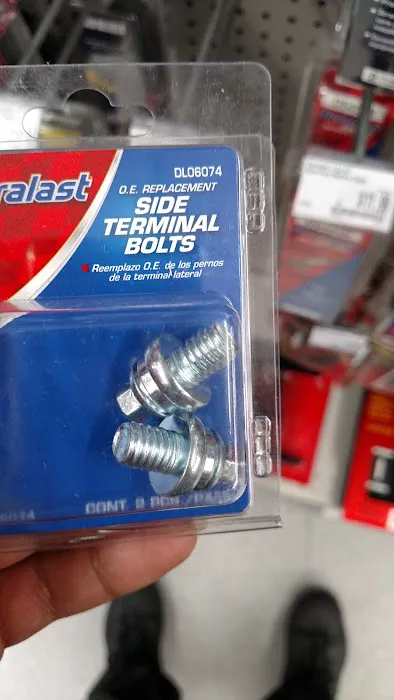 ralast
DL06074
O.E. REPLACEMENT
SIDE
TERMINAL
BOLTS
Reemplazo O.E. de los pernos
de la terminal lateral
CONT. 2 PCS